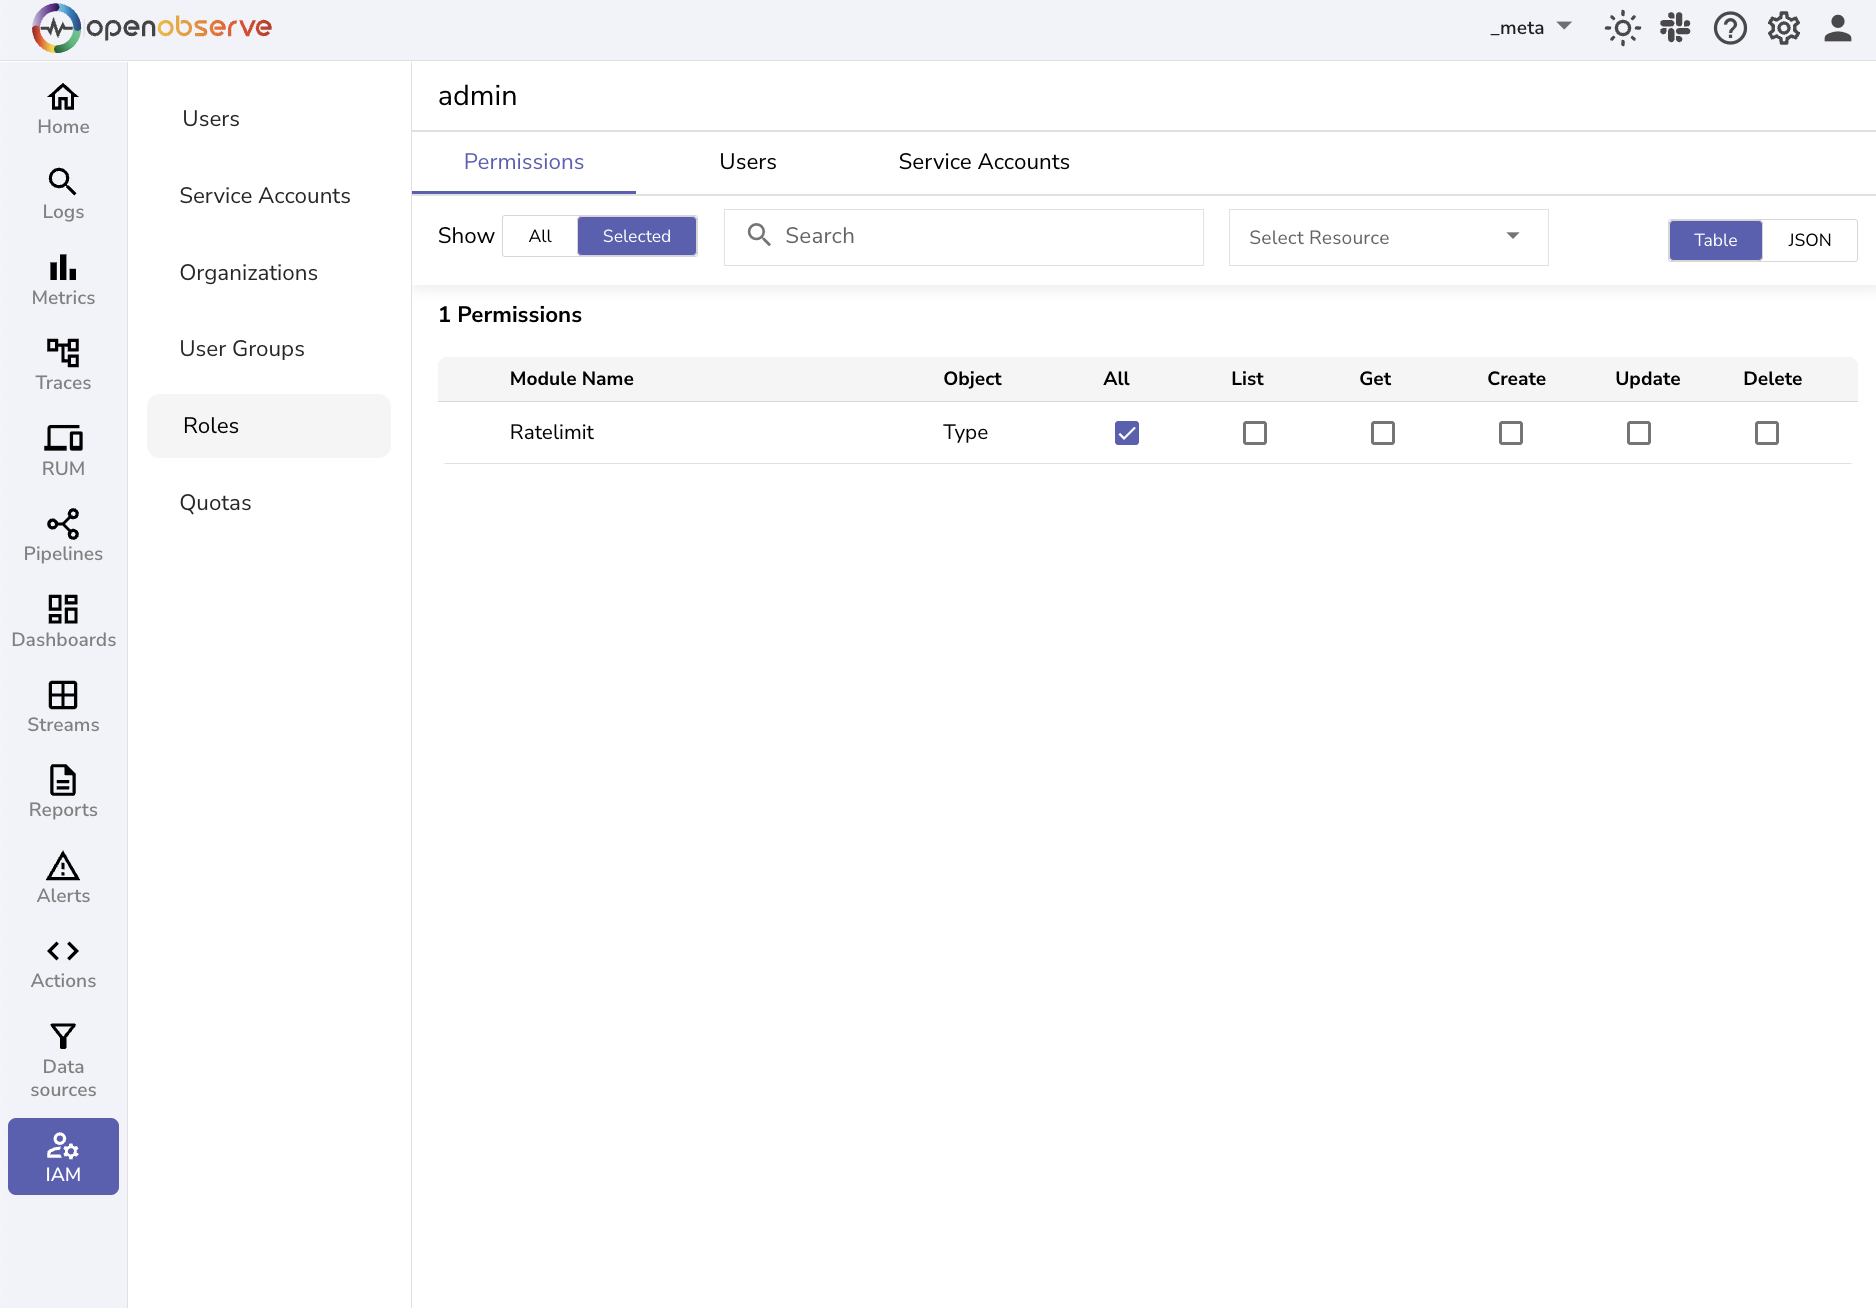 openobserve
_meta
Home
Logs
Metrics
Traces
RUM
Pipelines
Dashboards
Streams
Reports
Alerts
Actions
Data
sources
IAM
Users
Service Accounts
Organizations
User Groups
Roles
Quotas
admin
Permissions Users Service Accounts
Show All Selected Search Select Resource Table JSON
1 Permissions
Module Name Object All List Get Create Update Delete
Ratelimit Type